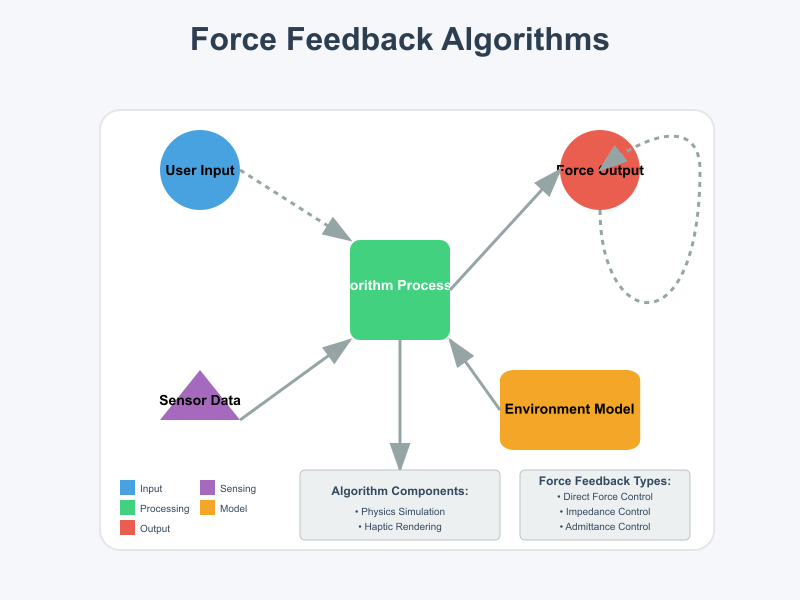 Force Feedback Algorithms
User Input
Force Output
orithm Process
Sensor Data
Environment Model
Input
Processing
Output
Sensing
Model
Algorithm Components:
• Physics Simulation
• Haptic Rendering
Force Feedback Types:
• Direct Force Control
• Impedance Control
• Admittance Control